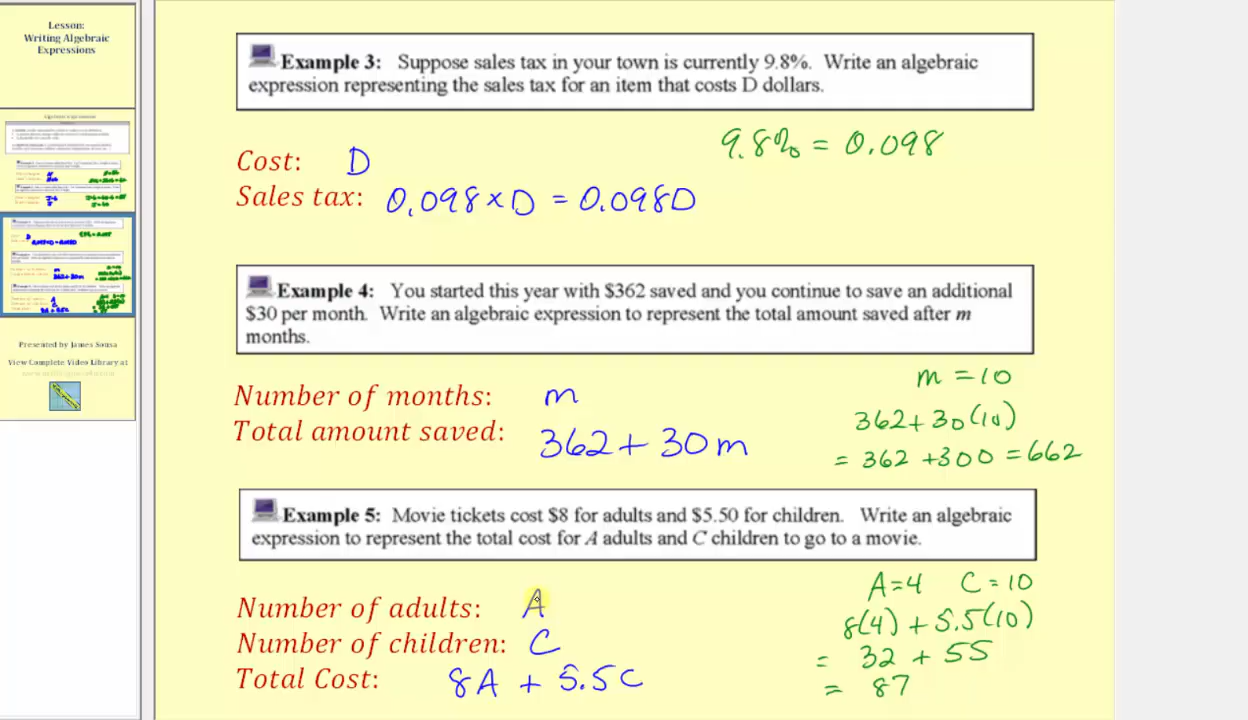 Lesson:
Writing Algebraic
Expressions
Presented by James Sousa
View Complete Video Library at
Example 3: Suppose sales tax in your town is currently 9.8%. Write an algebraic
expression representing the sales tax for an item that costs D dollars.
9.8% = 0.098
Cost: D
Sales tax: 0.098 × D = 0.098D
Example 4: You started this year with $362 saved and you continue to save an additional
$30 per month. Write an algebraic expression to represent the total amount saved after m
months.
m = 10
Number of months: m
362 + 30(10)
Total amount saved: 362 + 30m
= 362 + 300 = 662
Example 5: Movie tickets cost $8 for adults and $5.50 for children. Write an algebraic
expression to represent the total cost for A adults and C children to go to a movie.
A = 4 C = 10
Number of adults: A
8(4) + 5.5(10)
Number of children: C
= 32 + 55
Total Cost: 8A + 5.5C
= 87